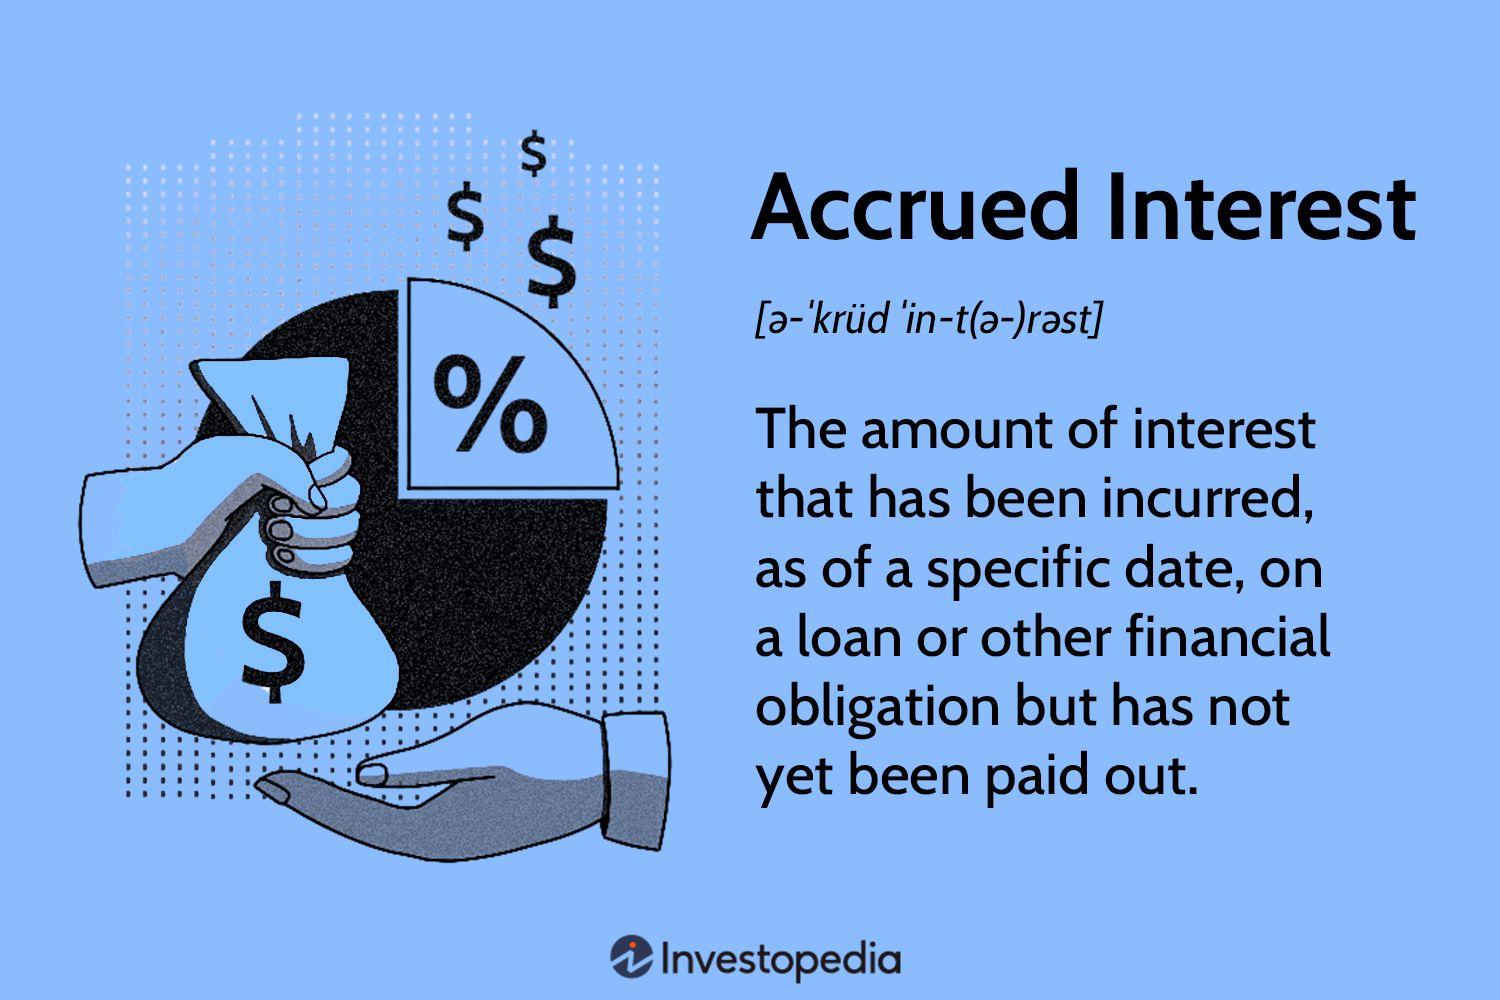 $
$
$
%
$
Accrued Interest
[ə-ˈkrüd ˈin-t(ə-)rəst]
The amount of interest
that has been incurred,
as of a specific date, on
a loan or other financial
obligation but has not
yet been paid out.
Investopedia